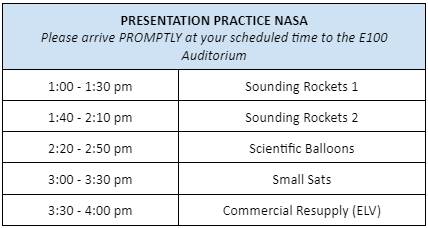 PRESENTATION PRACTICE NASA
Please arrive PROMPTLY at your scheduled time to the E100
Auditorium
1:00 - 1:30 pm Sounding Rockets 1
1:40 - 2:10 pm Sounding Rockets 2
2:20 - 2:50 pm Scientific Balloons
3:00 - 3:30 pm Small Sats
3:30 - 4:00 pm Commercial Resupply (ELV)